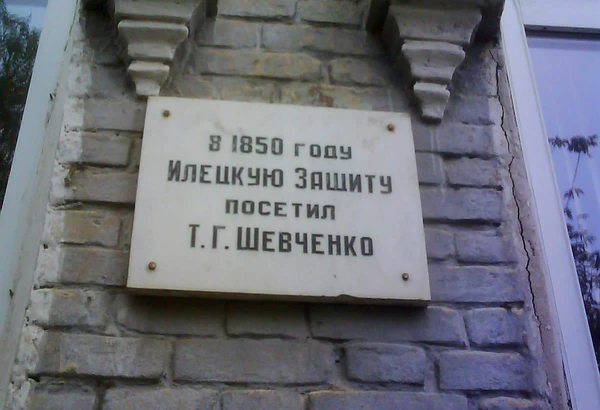 В 1850 году
Илецкую Защиту
посетил
Т.Г. Шевченко